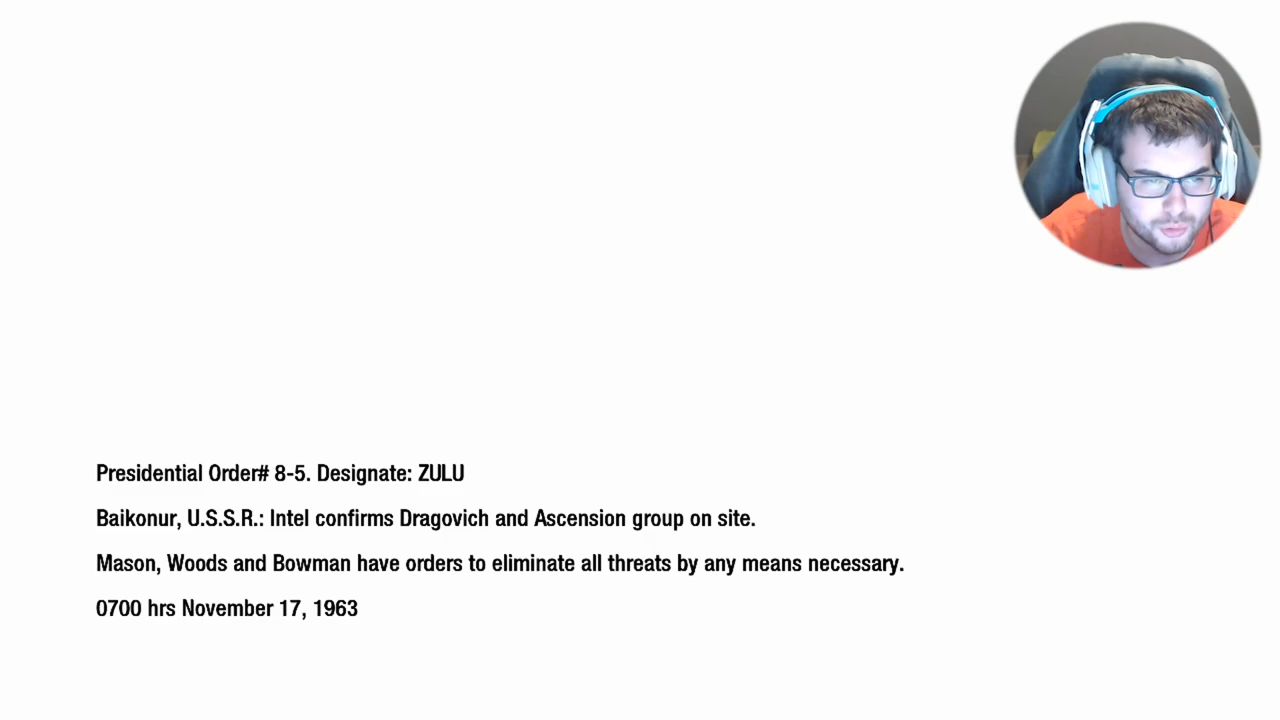 Presidential Order# 8-5. Designate: ZULU
Baikonur, U.S.S.R.: Intel confirms Dragovich and Ascension group on site.
Mason, Woods and Bowman have orders to eliminate all threats by any means necessary.
0700 hrs November 17, 1963